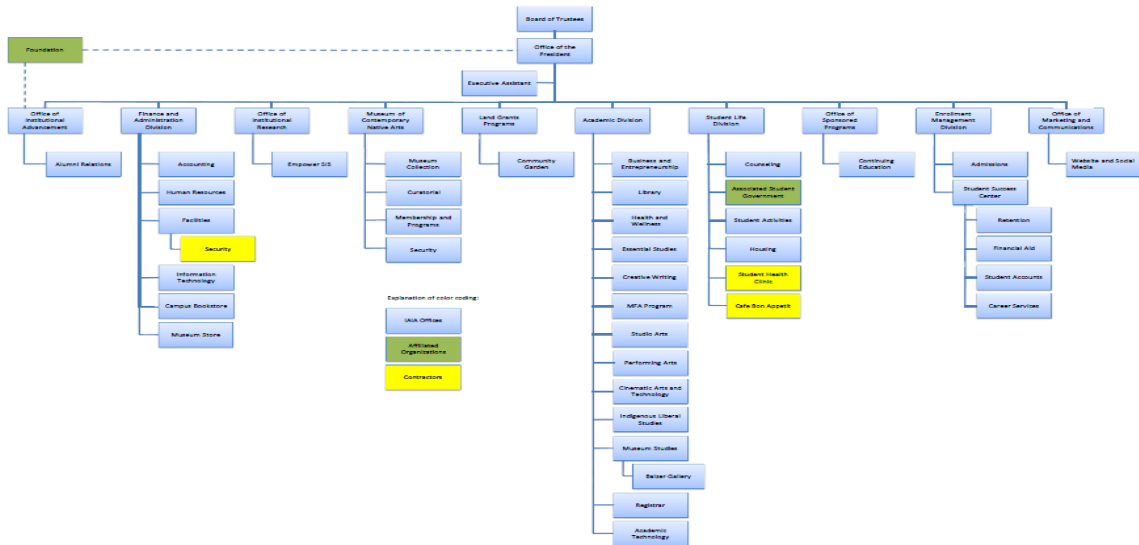 Board of Trustees
Foundation
Office of the
President
Executive Assistant
Office of
Institutional
Advancement
Finance and
Administration
Division
Office of
Institutional
Research
Museum of
Contemporary
Native Arts
Land Grants
Programs
Academic Division
Student Life
Division
Office of
Sponsored
Programs
Enrollment
Management
Division
Office of
Marketing and
Communications
Alumni Relations
Accounting
Human Resources
Facilities
Security
Information
Technology
Campus Bookstore
Museum Store
Empower SIS
Museum
Collection
Curatorial
Membership and
Programs
Security
Community
Garden
Business and
Entrepreneurship
Library
Health and
Wellness
Essential Studies
Creative Writing
MFA Program
Studio Arts
Performing Arts
Cinematic Arts and
Technology
Indigenous Liberal
Studies
Museum Studies
Balzer Gallery
Registrar
Academic
Technology
Counseling
Associated Student
Government
Student Activities
Housing
Student Health
Clinic
Cafe Bon Appetit
Continuing
Education
Admissions
Student Success
Center
Retention
Financial Aid
Student Accounts
Career Services
Website and Social
Media
Explanation of color coding:
IAIA Offices
Affiliated
Organizations
Contractors